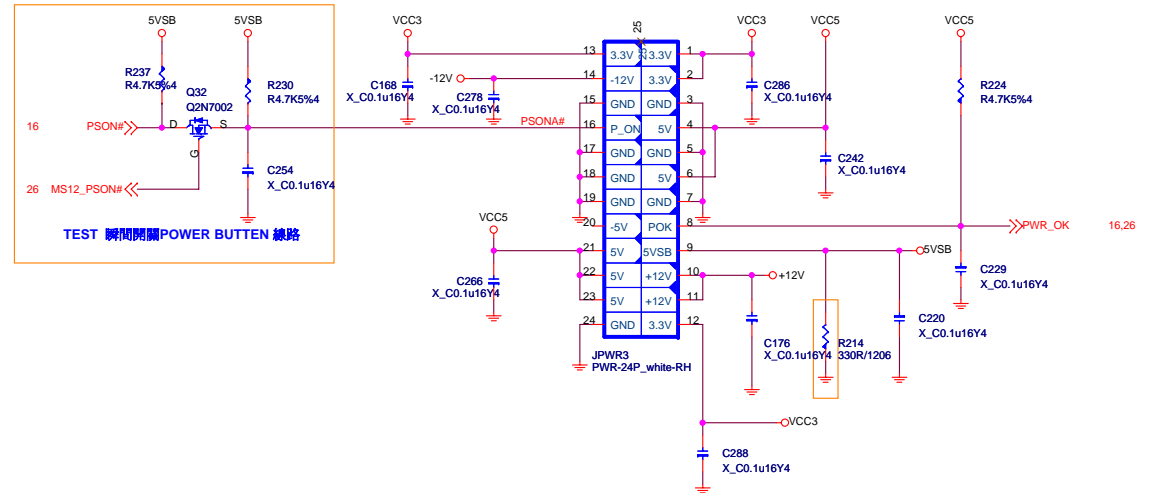 5VSB
5VSB
R237
R4.7K5%4
R230
R4.7K5%4
Q32
Q2N7002
16
PSON#
D
S
G
26
MS12_PSON#
C254
X_C0.1u16Y4
TEST 瞬間開關POWER BUTTEN 線路
VCC3
C168
X_C0.1u16Y4
-12V
C278
X_C0.1u16Y4
PSONA#
VCC5
C266
X_C0.1u16Y4
25
13 3.3V 3.3V 1
14 -12V 3.3V 2
15 GND GND 3
16 P_ON 5V 4
17 GND GND 5
18 GND 5V 6
19 GND GND 7
20 -5V POK 8
21 5V 5VSB 9
22 5V +12V 10
23 5V +12V 11
24 GND 3.3V 12
JPWR3
PWR-24P_white-RH
VCC3
C286
X_C0.1u16Y4
VCC5
C242
X_C0.1u16Y4
VCC5
R224
R4.7K5%4
PWR_OK
16,26
5VSB
C229
X_C0.1u16Y4
+12V
C176
X_C0.1u16Y4
R214
330R/1206
C220
X_C0.1u16Y4
VCC3
C288
X_C0.1u16Y4